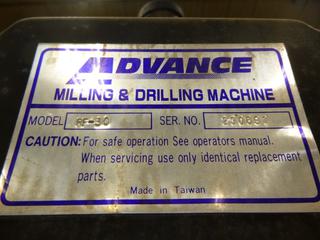 ADVANCE
MILLING & DRILLING MACHINE
MODEL RF-30 SER. NO.
CAUTION: For safe operation See operators manual.
When servicing use only identical replacement
parts.
Made in Taiwan